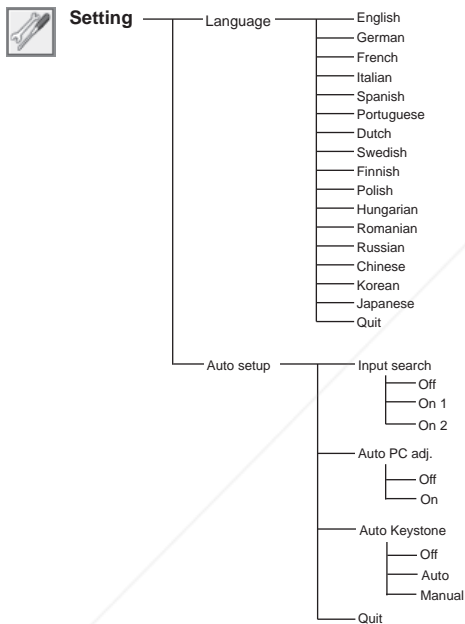 Setting
Language
English
German
French
Italian
Spanish
Portuguese
Dutch
Swedish
Finnish
Polish
Hungarian
Romanian
Russian
Chinese
Korean
Japanese
Quit
Auto setup
Input search
Off
On 1
On 2
Auto PC adj.
Off
On
Auto Keystone
Off
Auto
Manual
Quit